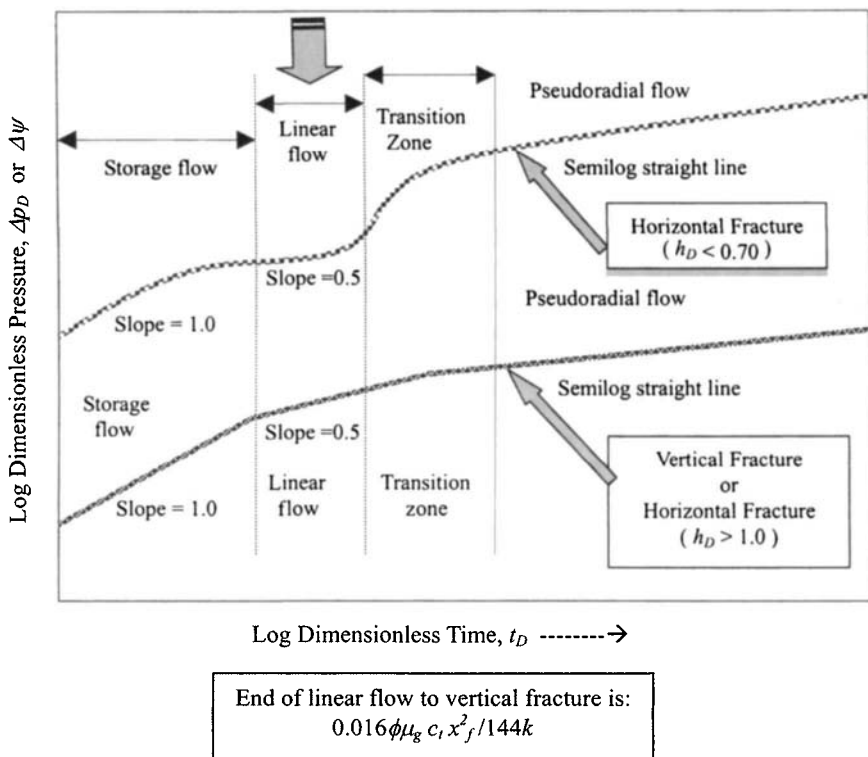 Log Dimensionless Pressure, Δp_D or Δψ
Pseudoradial flow
Linear
flow
Transition
Zone
Storage flow
Semilog straight line
Horizontal Fracture
( h_D < 0.70 )
Slope =0.5
Slope = 1.0
Pseudoradial flow
Storage
flow
Semilog straight line
Slope =0.5
Slope = 1.0
Linear
flow
Transition
zone
Vertical Fracture
or
Horizontal Fracture
( h_D > 1.0 )
Log Dimensionless Time, t_D --------→
End of linear flow to vertical fracture is:
0.016ϕμ_g c_t x²_f /144k